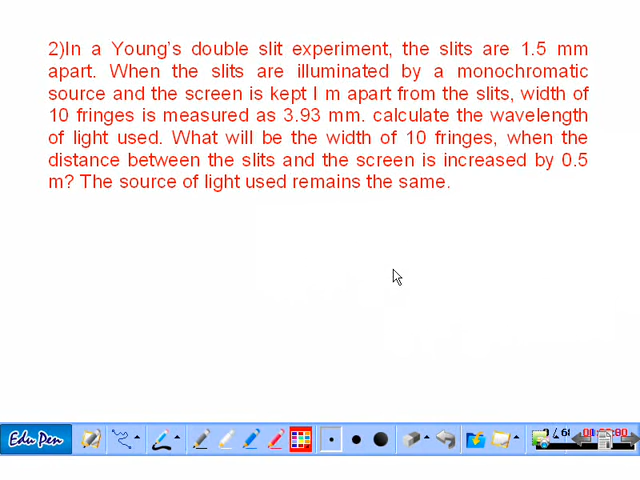 2)In a Young's double slit experiment, the slits are 1.5 mm
apart. When the slits are illuminated by a monochromatic
source and the screen is kept I m apart from the slits, width of
10 fringes is measured as 3.93 mm. calculate the wavelength
of light used. What will be the width of 10 fringes, when the
distance between the slits and the screen is increased by 0.5
m? The source of light used remains the same.
Edu Pen